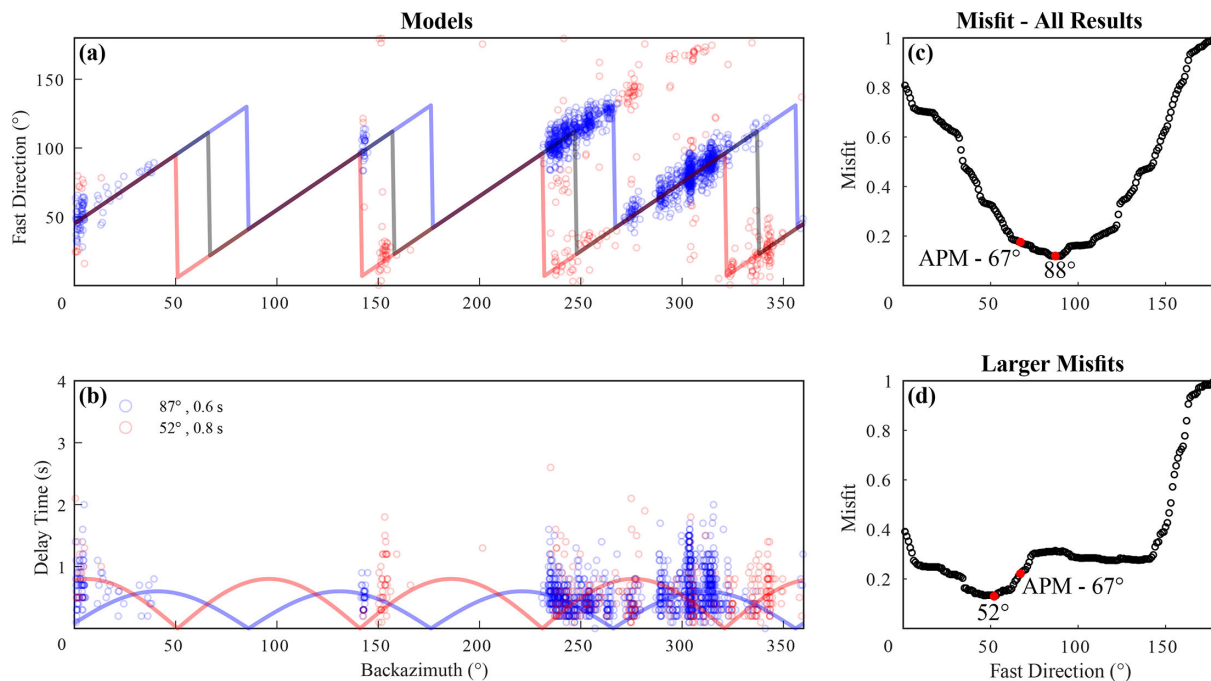 Models
(a)
Fast Direction (°)
150
100
50
0
0
50
100
150
200
250
300
350
Misfit - All Results
(c)
Misfit
1
0.8
0.6
0.4
0.2
APM - 67°
88°
0
50
100
150
(b)
87° , 0.6 s
52° , 0.8 s
Delay Time (s)
4
3
2
1
0
0
50
100
150
200
250
300
350
Backazimuth (°)
Larger Misfits
(d)
Misfit
1
0.8
0.6
0.4
0.2
APM - 67°
52°
0
50
100
150
Fast Direction (°)